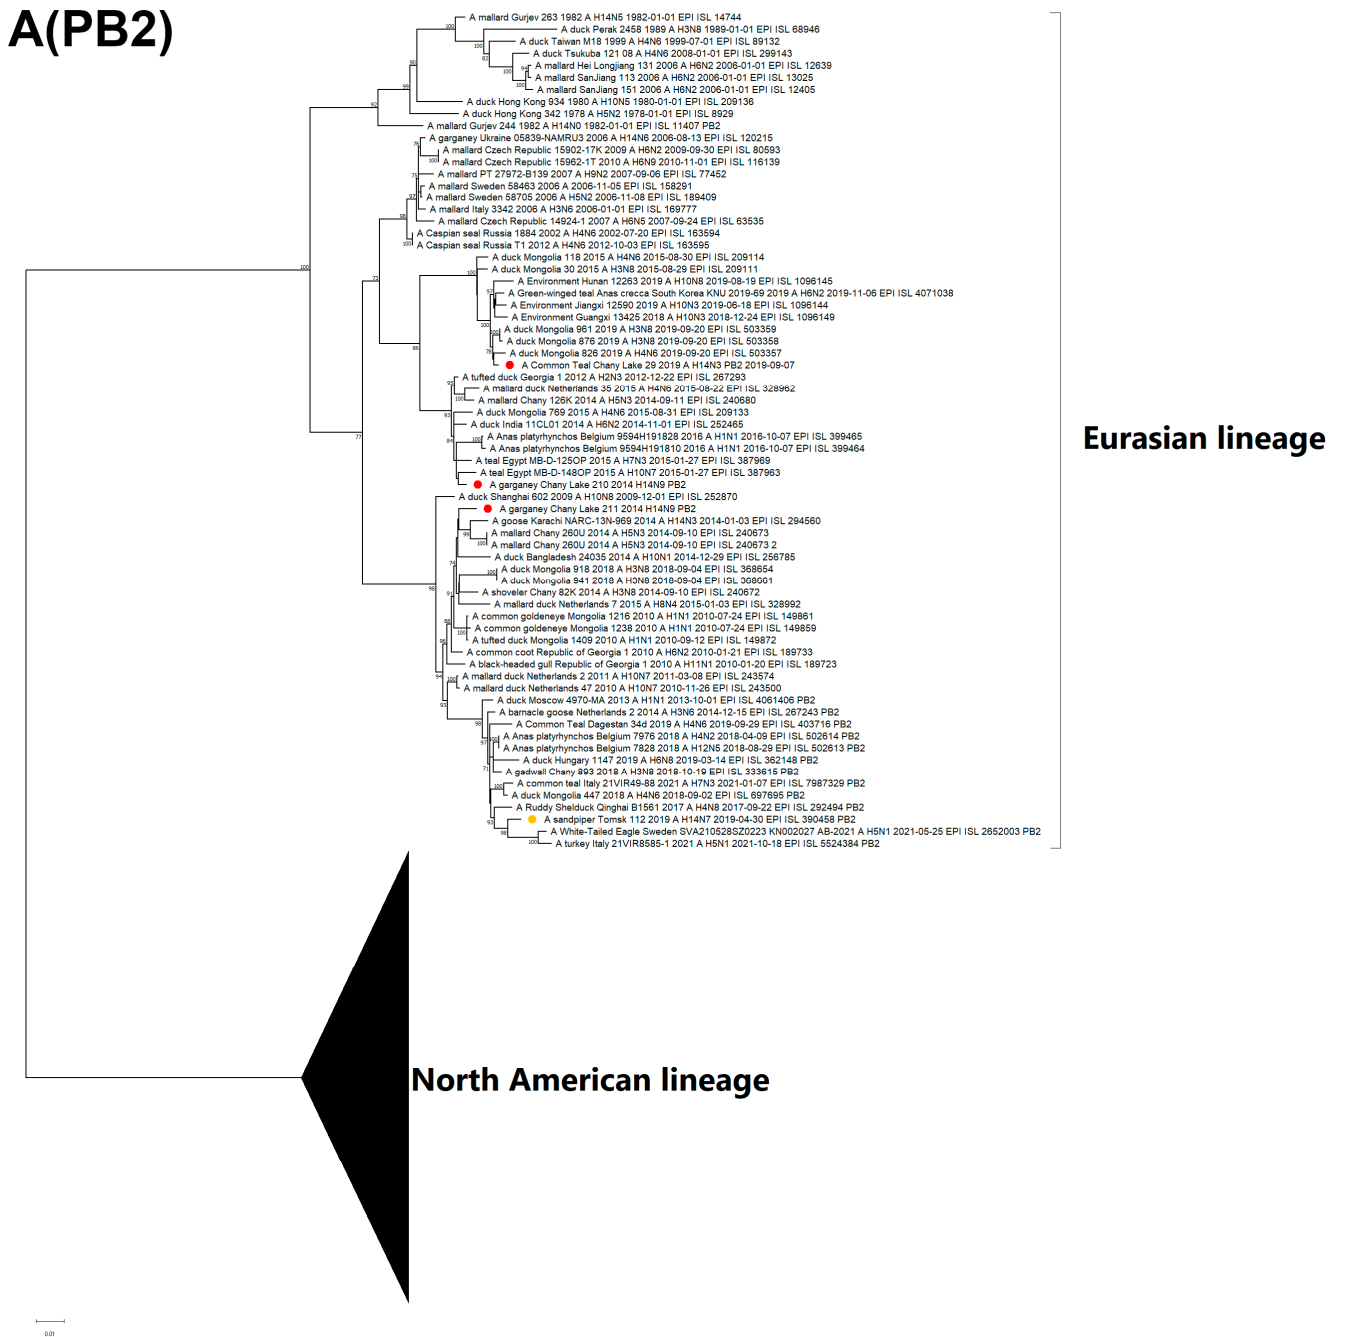 A(PB2)
A mallard Gurjev 263 1982 A H14N5 1982-01-01 EPI ISL 14744
A duck Perak 2458 1989 A H3N8 1989-01-01 EPI ISL 68946
A duck Taiwan M18 1999 A H4N6 1999-07-01 EPI ISL 89132
A duck Tsukuba 121 08 A H4N6 2008-01-01 EPI ISL 299143
A mallard Hei Longjiang 131 2006 A H6N2 2006-01-01 EPI ISL 12639
A mallard SanJiang 113 2006 A H6N2 2006-01-01 EPI ISL 13025
A mallard SanJiang 151 2006 A H6N2 2006-01-01 EPI ISL 12405
A duck Hong Kong 934 1980 A H10N5 1980-01-01 EPI ISL 209136
A duck Hong Kong 342 1978 A H5N2 1978-01-01 EPI ISL 8929
A mallard Gurjev 244 1982 A H14N0 1982-01-01 EPI ISL 11407 PB2
A garganey Ukraine 05839-NAMRU3 2006 A H14N6 2006-08-13 EPI ISL 120215
A mallard Czech Republic 15902-17K 2009 A H6N2 2009-09-30 EPI ISL 80593
A mallard Czech Republic 15962-1T 2010 A H6N9 2010-11-01 EPI ISL 116139
A mallard PT 27972-B139 2007 A H9N2 2007-09-06 EPI ISL 77452
A mallard Sweden 58463 2006 A 2006-11-05 EPI ISL 158291
A mallard Sweden 58705 2006 A H5N2 2006-11-08 EPI ISL 189409
A mallard Italy 3342 2006 A H3N6 2006-01-01 EPI ISL 169777
A mallard Czech Republic 14924-1 2007 A H6N5 2007-09-24 EPI ISL 63535
A Caspian seal Russia 1884 2002 A H4N6 2002-07-20 EPI ISL 163594
A Caspian seal Russia T1 2012 A H4N6 2012-10-03 EPI ISL 163595
A duck Mongolia 118 2015 A H4N6 2015-08-30 EPI ISL 209114
A duck Mongolia 30 2015 A H3N8 2015-08-29 EPI ISL 209111
A Environment Hunan 12263 2019 A H10N8 2019-08-19 EPI ISL 1096145
A Green-winged teal Anas crecca South Korea KNU 2019-69 2019 A H6N2 2019-11-06 EPI ISL 4071038
A Environment Jiangxi 12590 2019 A H10N3 2019-06-18 EPI ISL 1096144
A Environment Guangxi 13425 2018 A H10N3 2018-12-24 EPI ISL 1096149
A duck Mongolia 961 2019 A H3N8 2019-09-20 EPI ISL 503359
A duck Mongolia 876 2019 A H3N8 2019-09-20 EPI ISL 503358
A duck Mongolia 826 2019 A H4N6 2019-09-20 EPI ISL 503357
A Common Teal Chany Lake 29 2019 A H14N3 PB2 2019-09-07
A tufted duck Georgia 1 2012 A H2N3 2012-12-22 EPI ISL 267293
A mallard duck Netherlands 35 2015 A H4N6 2015-08-22 EPI ISL 328962
A mallard Chany 126K 2014 A H5N3 2014-09-11 EPI ISL 240680
A duck Mongolia 769 2015 A H4N6 2015-08-31 EPI ISL 209133
A duck India 11CL01 2014 A H6N2 2014-11-01 EPI ISL 252465
A Anas platyrhynchos Belgium 9594H191828 2016 A H1N1 2016-10-07 EPI ISL 399465
A Anas platyrhynchos Belgium 9594H191810 2016 A H1N1 2016-10-07 EPI ISL 399464
A teal Egypt MB-D-125OP 2015 A H7N3 2015-01-27 EPI ISL 387969
A teal Egypt MB-D-148OP 2015 A H10N7 2015-01-27 EPI ISL 387963
A garganey Chany Lake 210 2014 H14N9 PB2
A duck Shanghai 602 2009 A H10N8 2009-12-01 EPI ISL 252870
A garganey Chany Lake 211 2014 H14N9 PB2
A goose Karachi NARC-13N-969 2014 A H14N3 2014-01-03 EPI ISL 294560
A mallard Chany 260U 2014 A H5N3 2014-09-10 EPI ISL 240673
A mallard Chany 260U 2014 A H5N3 2014-09-10 EPI ISL 240673 2
A duck Bangladesh 24035 2014 A H10N1 2014-12-29 EPI ISL 256785
A duck Mongolia 918 2018 A H3N8 2018-09-04 EPI ISL 368654
A duck Mongolia 941 2018 A H3N8 2018-09-04 EPI ISL
A shoveler Chany 82K 2014 A H3N8 2014-09-10 EPI ISL 240672
A mallard duck Netherlands 7 2015 A H8N4 2015-01-03 EPI ISL 328992
A common goldeneye Mongolia 1216 2010 A H1N1 2010-07-24 EPI ISL 149861
A common goldeneye Mongolia 1238 2010 A H1N1 2010-07-24 EPI ISL 149859
A tufted duck Mongolia 1409 2010 A H1N1 2010-09-12 EPI ISL 149872
A common coot Republic of Georgia 1 2010 A H6N2 2010-01-21 EPI ISL 189733
A black-headed gull Republic of Georgia 1 2010 A H11N1 2010-01-20 EPI ISL 189723
A mallard duck Netherlands 2 2011 A H10N7 2011-03-08 EPI ISL 243574
A mallard duck Netherlands 47 2010 A H10N7 2010-11-26 EPI ISL 243500
A duck Moscow 4970-MA 2013 A H1N1 2013-10-01 EPI ISL 4061406 PB2
A barnacle goose Netherlands 2 2014 A H3N6 2014-12-15 EPI ISL 267243 PB2
A Common Teal Dagestan 34d 2019 A H4N6 2019-09-29 EPI ISL 403716 PB2
A Anas platyrhynchos Belgium 7976 2018 A H4N2 2018-04-09 EPI ISL 502614 PB2
A Anas platyrhynchos Belgium 7828 2018 A H12N5 2018-08-29 EPI ISL 502613 PB2
A duck Hungary 1147 2019 A H6N8 2019-03-14 EPI ISL 362148 PB2
A gadwall Chany 893 2018 A H3N8 2018-10-19 EPI ISL 333615 PB2
A common teal Italy 21VIR49-88 2021 A H7N3 2021-01-07 EPI ISL 7987329 PB2
A duck Mongolia 447 2018 A H4N6 2018-09-02 EPI ISL 697695 PB2
A Ruddy Shelduck Qinghai B1561 2017 A H4N8 2017-09-22 EPI ISL 292494 PB2
A sandpiper Tomsk 112 2019 A H14N7 2019-04-30 EPI ISL 390458 PB2
A White-Tailed Eagle Sweden SVA210528SZ0223 KN002027 AB-2021 A H5N1 2021-05-25 EPI ISL 2652003 PB2
A turkey Italy 21VIR8585-1 2021 A H5N1 2021-10-18 EPI ISL 5524384 PB2
Eurasian lineage
North American lineage
0.01